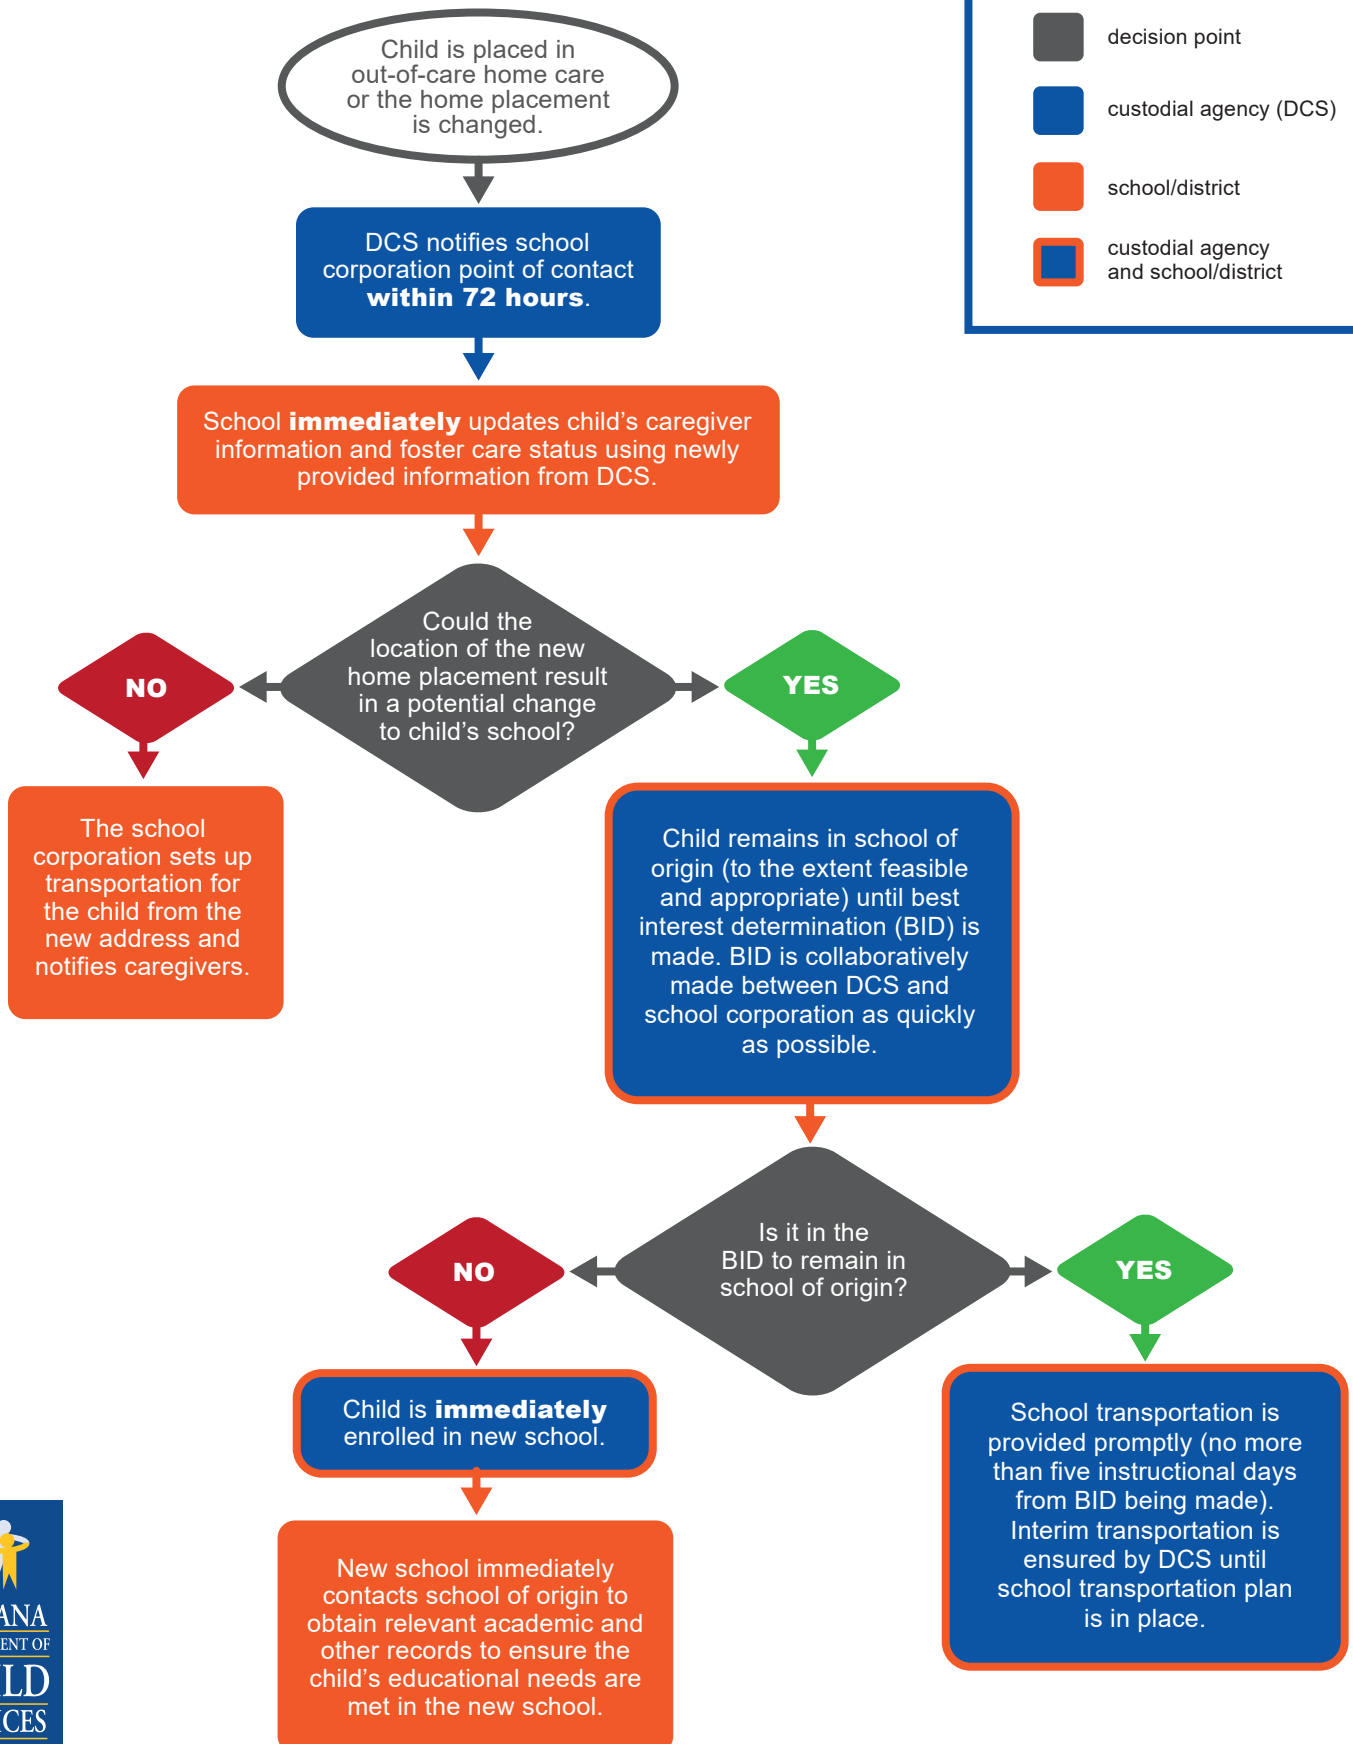 Child is placed in
out-of-care home care
or the home placement
is changed.
decision point
custodial agency (DCS)
school/district
custodial agency
and school/district
DCS notifies school
corporation point of contact
within 72 hours.
School immediately updates child's caregiver
information and foster care status using newly
provided information from DCS.
Could the
location of the new
home placement result
in a potential change
to child's school?
NO
YES
The school
corporation sets up
transportation for
the child from the
new address and
notifies caregivers.
Child remains in school of
origin (to the extent feasible
and appropriate) until best
interest determination (BID) is
made. BID is collaboratively
made between DCS and
school corporation as quickly
as possible.
Is it in the
BID to remain in
school of origin?
NO
YES
Child is immediately
enrolled in new school.
School transportation is
provided promptly (no more
than five instructional days
from BID being made).
Interim transportation is
ensured by DCS until
school transportation plan
is in place.
New school immediately
contacts school of origin to
obtain relevant academic and
other records to ensure the
child's educational needs are
met in the new school.
ANA
ENT OF
ILD
ICES